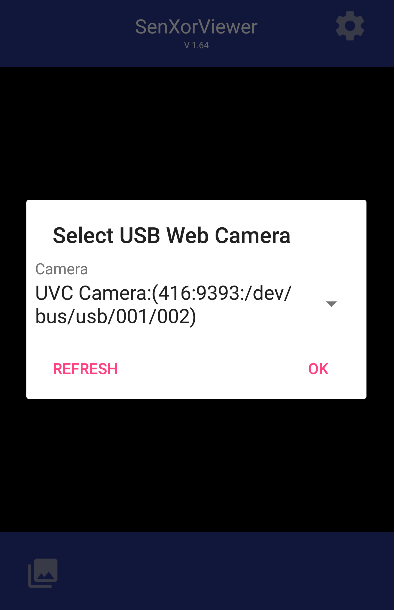 SenXorViewer
V 1.64
Select USB Web Camera
Camera
UVC Camera:(416:9393:/dev/
bus/usb/001/002)
REFRESH
OK